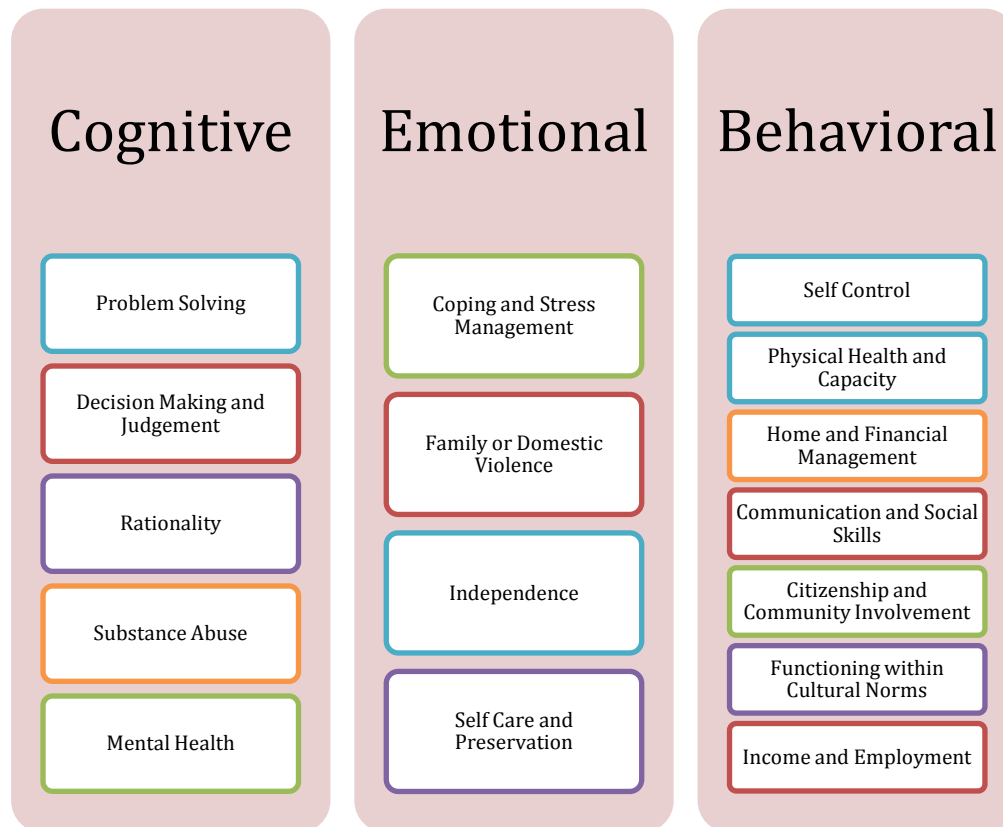 Cognitive
Problem Solving
Decision Making and
Judgement
Rationality
Substance Abuse
Mental Health
Emotional
Coping and Stress
Management
Family or Domestic
Violence
Independence
Self Care and
Preservation
Behavioral
Self Control
Physical Health and
Capacity
Home and Financial
Management
Communication and Social
Skills
Citizenship and
Community Involvement
Functioning within
Cultural Norms
Income and Employment